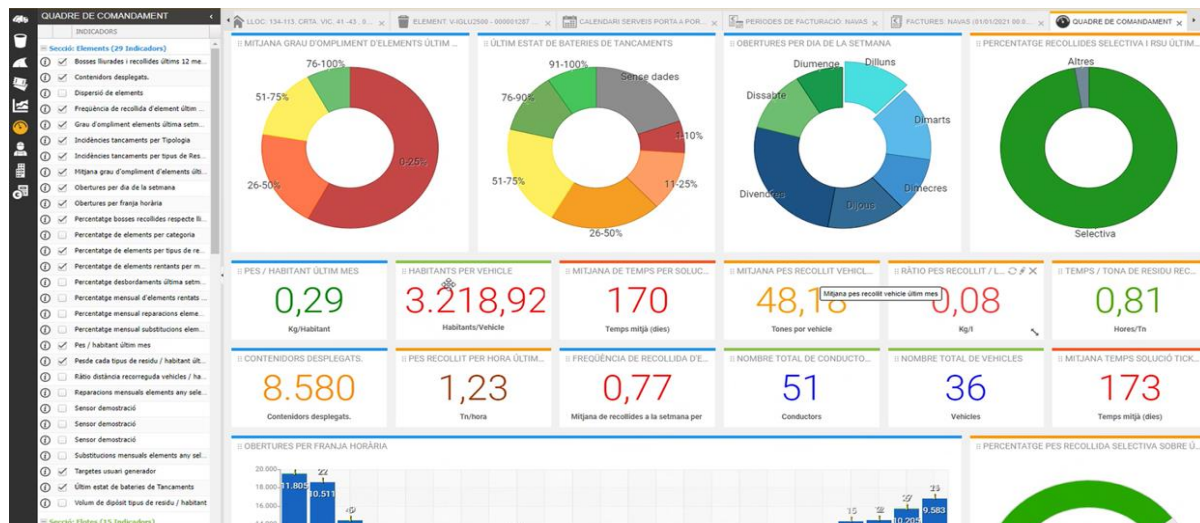 QUADRE DE COMANDAMENT
LLOC: 134-113, CRTA. VIC, 41 -43 , S...
ELEMENT: V-IGLU2500 - 000001287 ...
CALENDARI SERVEIS PORTA A POR...
PERIODES DE FACTURACIÓ: NAVAS
FACTURES: NAVAS (01/01/2021 00:0...
QUADRE DE COMANDAMENT
INDICADORS
Secció: Elements (29 Indicadors)
Bosses lliurades i recollides últims 12 me...
Contenidors desplegats.
Dispersió de elements
Freqüència de recollida d'element últim ...
Grau d'ompliment elements última setm...
Incidències tancaments per Tipologia
Incidències tancaments per tipus de Res...
Mitjana grau d'ompliment d'elements últi...
Obertures per dia de la setmana
Obertures per franja horària
Percentatge bosses recollides respecte lli...
Percentatge de elements per categoria
Percentatge de elements per tipus de re...
Percentatge de elements rentants per m...
Percentatge desbordaments última setm...
Percentatge mensual d'elements rentats ...
Percentatge mensual reparacions eleme...
Percentatge mensual substitucions elem...
Pes / habitant últim mes
Pesde cada tipus de residu / habitant últ...
Ràtio distància recorreguda vehicles / ha...
Reparacions mensuals elements any sele...
Sensor demostració
Sensor demostració
Sensor demostració
Substitucions mensuals elements any sel...
Targetes usuari generador
Últim estat de bateries de Tancaments
Volum de dipòsit tipus de residu / habitant
Secció: Flotes (15 Indicadors)
MITJANA GRAU D'OMPLIMENT D'ELEMENTS ÚLTIM ...
76-100%
51-75%
26-50%
0-25%
ÚLTIM ESTAT DE BATERIES DE TANCAMENTS
91-100%
Sense dades
76-90%
1-10%
51-75%
11-25%
26-50%
OBERTURES PER DIA DE LA SETMANA
Diumenge
Dilluns
Dissabte
Dimarts
Divendres
Dijous
Dimecres
PERCENTATGE RECOLLIDES SELECTIVA I RSU ÚLTIM...
Altres
Selectiva
PES / HABITANT ÚLTIM MES
0,29
Kg/Habitant
HABITANTS PER VEHICLE
3.218,92
Habitants/Vehicle
MITJANA DE TEMPS PER SOLUC...
170
Temps mitjà (dies)
MITJANA PES RECOLLIT VEHICL...
48,18
Mitjana pes recollit vehicle últim mes
Tones per vehicle
RÀTIO PES RECOLLIT / L...
0,08
Kg/l
TEMPS / TONA DE RESIDU REC...
0,81
Hores/Tn
CONTENIDORS DESPLEGATS.
8.580
Contenidors desplegats.
PES RECOLLIT PER HORA ÚLTIM...
1,23
Tn/hora
FREQÜÈNCIA DE RECOLLIDA D'E...
0,77
Mitjana de recollides a la setmana per
NOMBRE TOTAL DE CONDUCTO...
51
Conductors
NOMBRE TOTAL DE VEHICLES
36
Vehicles
MITJANA TEMPS SOLUCIÓ TICK...
173
Temps mitjà (dies)
OBERTURES PER FRANJA HORÀRIA
20.000
18.000
16.000
11.805
22
10.511
15
27
10.205
23
9.583
PERCENTATGE PES RECOLLIDA SELECTIVA SOBRE Ú...